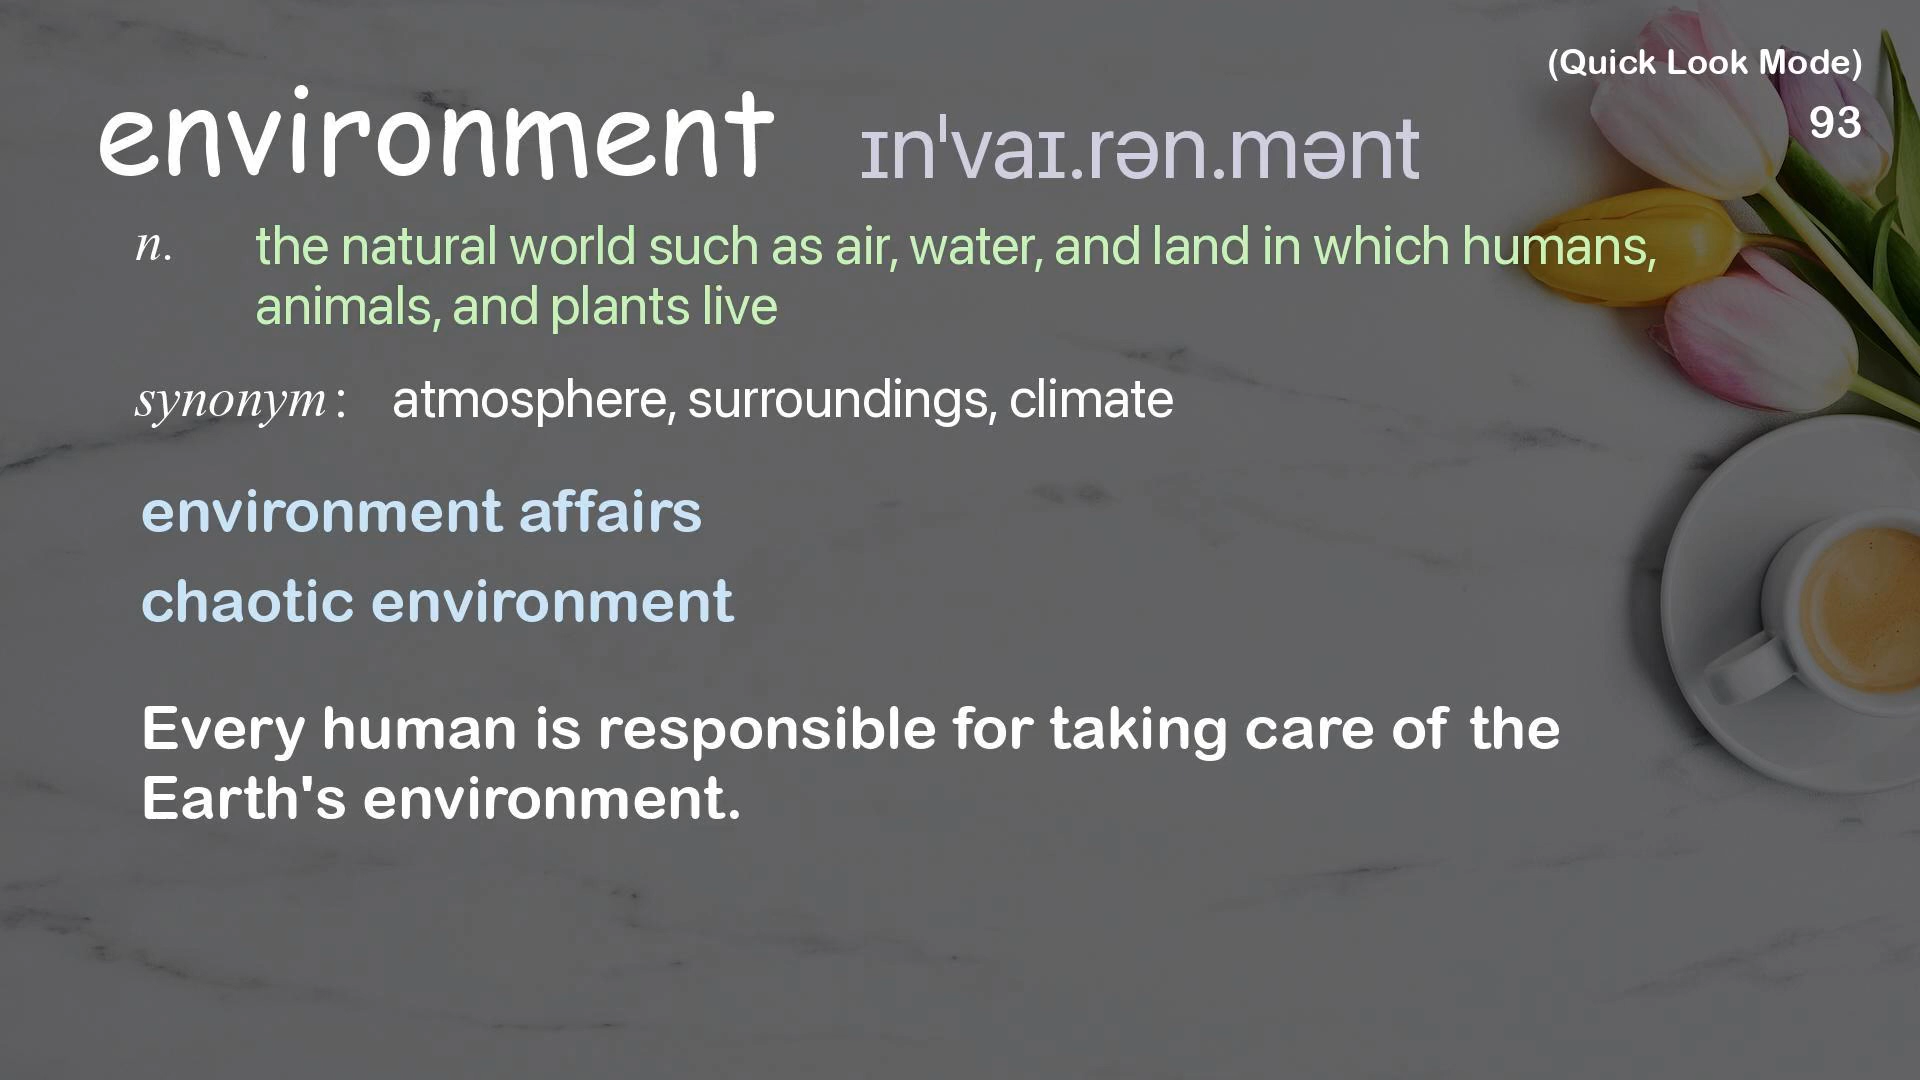 (Quick Look Mode)
environment ɪnˈvaɪ.rən.mənt
93
n. the natural world such as air, water, and land in which humans,
animals, and plants live
synonym : atmosphere, surroundings, climate
environment affairs
chaotic environment
Every human is responsible for taking care of the
Earth's environment.